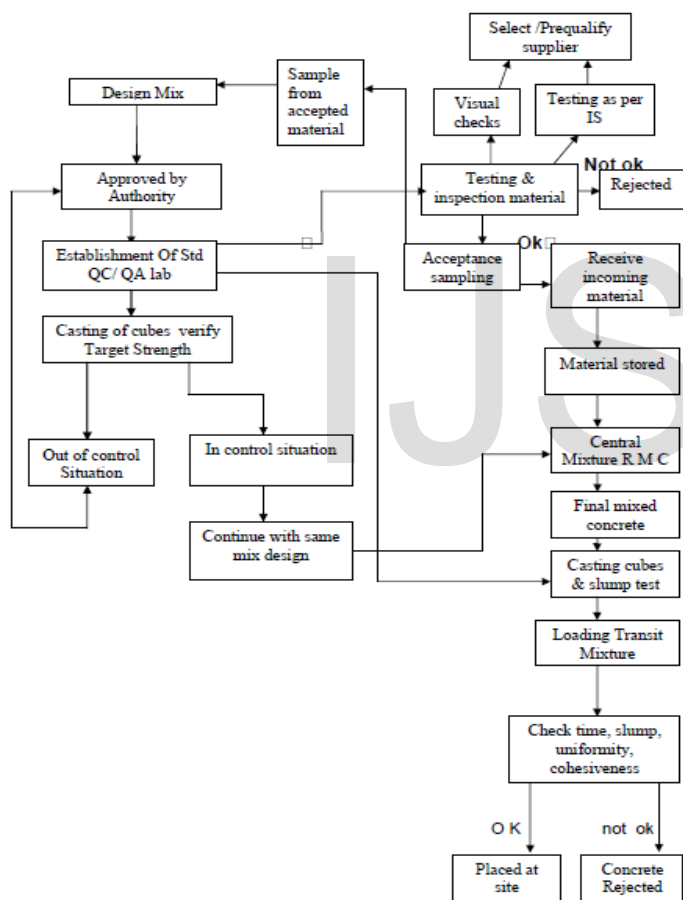 Select /Prequalify
supplier
Sample
from
accepted
material
Design Mix
Visual
checks
Testing as per
IS
Not ok
Approved by
Authority
Testing &
inspection material
Rejected
Ok
Establishment Of Std
QC/ QA lab
Acceptance
sampling
Receive
incoming
material
IJS
Casting of cubes verify
Target Strength
Material stored
Out of control
Situation
In control situation
Central
Mixture R M C
Continue with same
mix design
Final mixed
concrete
Casting cubes
& slump test
Loading Transit
Mixture
Check time, slump,
uniformity,
cohesiveness
O K
not ok
Placed at
site
Concrete
Rejected